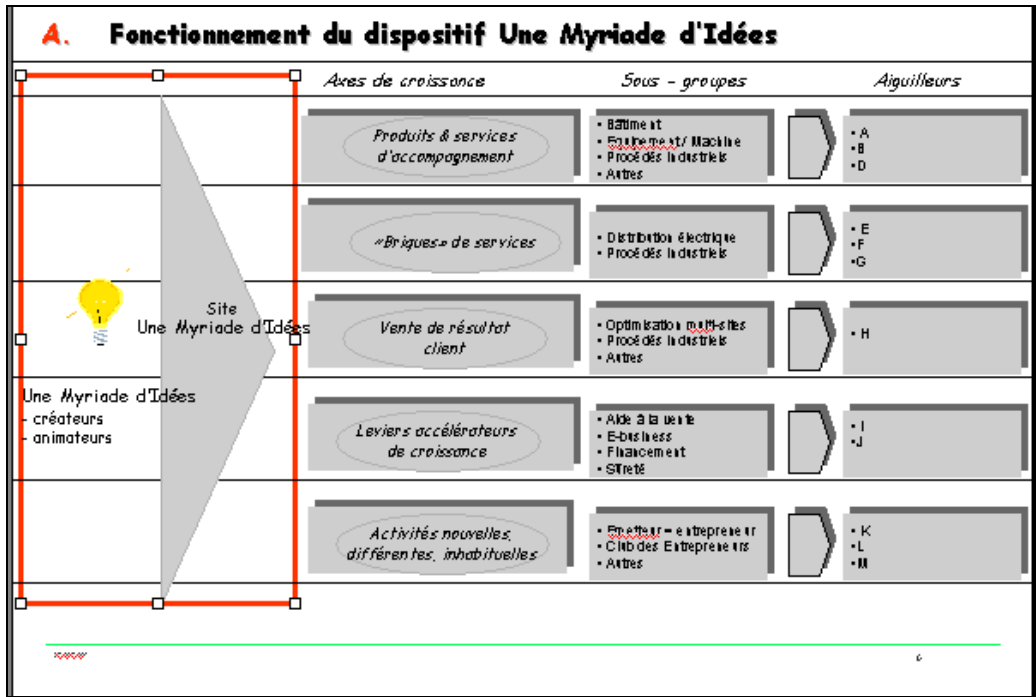 A. Fonctionnement du dispositif Une Myriade d'Idées
Axes de croissance
Sous - groupes
Aiguilleurs
Produits & services
d'accompagnement
• Bâtiment
• Equipement / Machine
• Procédés Industriels
• Autres
• A
• B
• D
«Briques» de services
• Distribution électrique
• Procédés Industriels
• E
• F
• G
Site
Une Myriade d'Idées
Vente de résultat
client
• Optimisation multi-sites
• Procédés Industriels
• Autres
• H
Une Myriade d'Idées
- créateurs
- animateurs
Leviers accélérateurs
de croissance
• Aide à la vente
• E-business
• Financement
• Sûreté
• I
• J
Activités nouvelles,
différentes, inhabituelles
• Emetteur – entrepreneur
• Club des Entrepreneurs
• Autres
• K
• L
• M